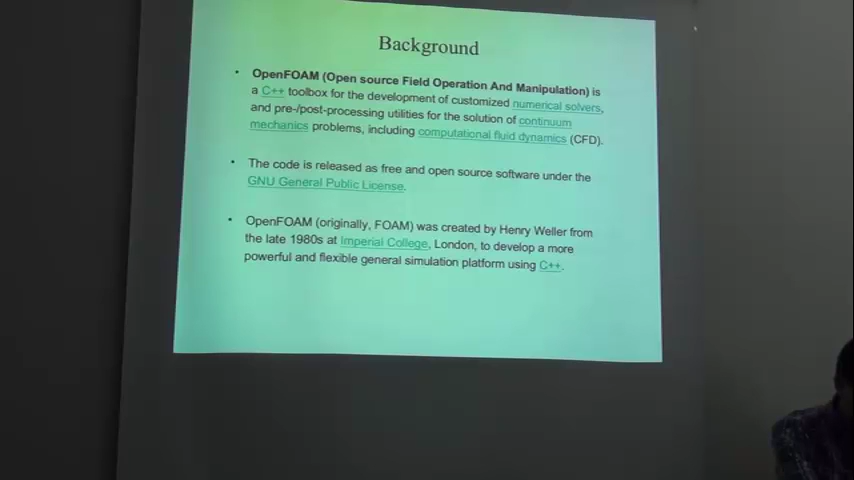 Background
• OpenFOAM (Open source Field Operation And Manipulation) is
a C++ toolbox for the development of customized numerical solvers,
and pre-/post-processing utilities for the solution of continuum
mechanics problems, including computational fluid dynamics (CFD).
• The code is released as free and open source software under the
GNU General Public License.
• OpenFOAM (originally, FOAM) was created by Henry Weller from
the late 1980s at Imperial College, London, to develop a more
powerful and flexible general simulation platform using C++.